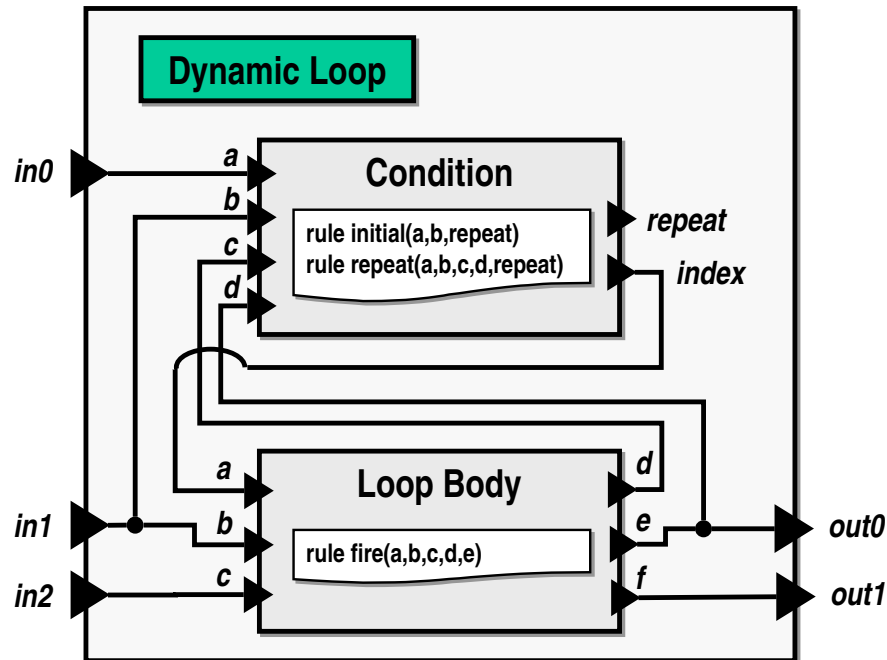 Dynamic Loop
in0
a
Condition
b
rule initial(a,b,repeat)
repeat
c
rule repeat(a,b,c,d,repeat)
index
d
a
Loop Body
d
in1
b
rule fire(a,b,c,d,e)
e
out0
in2
c
f
out1